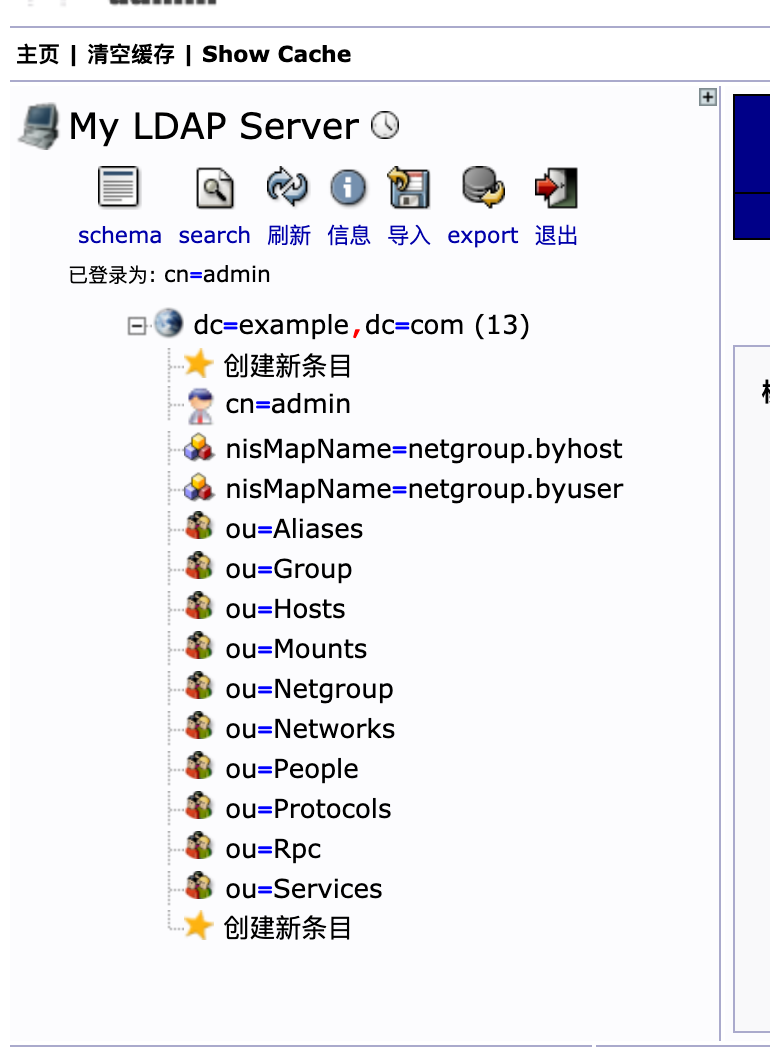 主页 | 清空缓存 | Show Cache
My LDAP Server
schema search 刷新 信息 导入 export 退出
已登录为: cn=admin
dc=example,dc=com (13)
创建新条目
cn=admin
nisMapName=netgroup.byhost
nisMapName=netgroup.byuser
ou=Aliases
ou=Group
ou=Hosts
ou=Mounts
ou=Netgroup
ou=Networks
ou=People
ou=Protocols
ou=Rpc
ou=Services
创建新条目